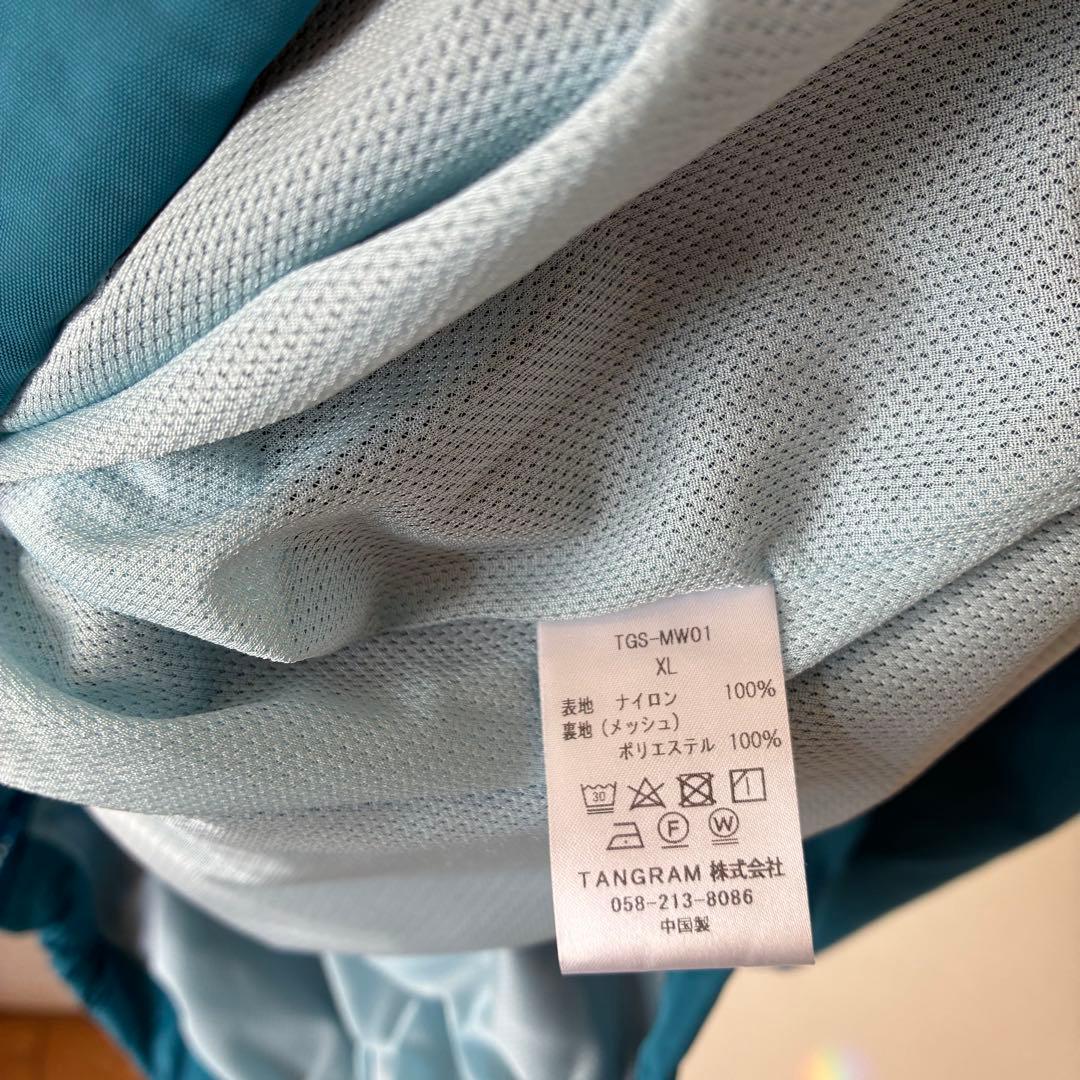 TGS-MW01
XL
表地 ナイロン 100%
裏地(メッシュ)
ポリエステル 100%
30
F W
TANGRAM 株式会社
058-213-8086
中国製